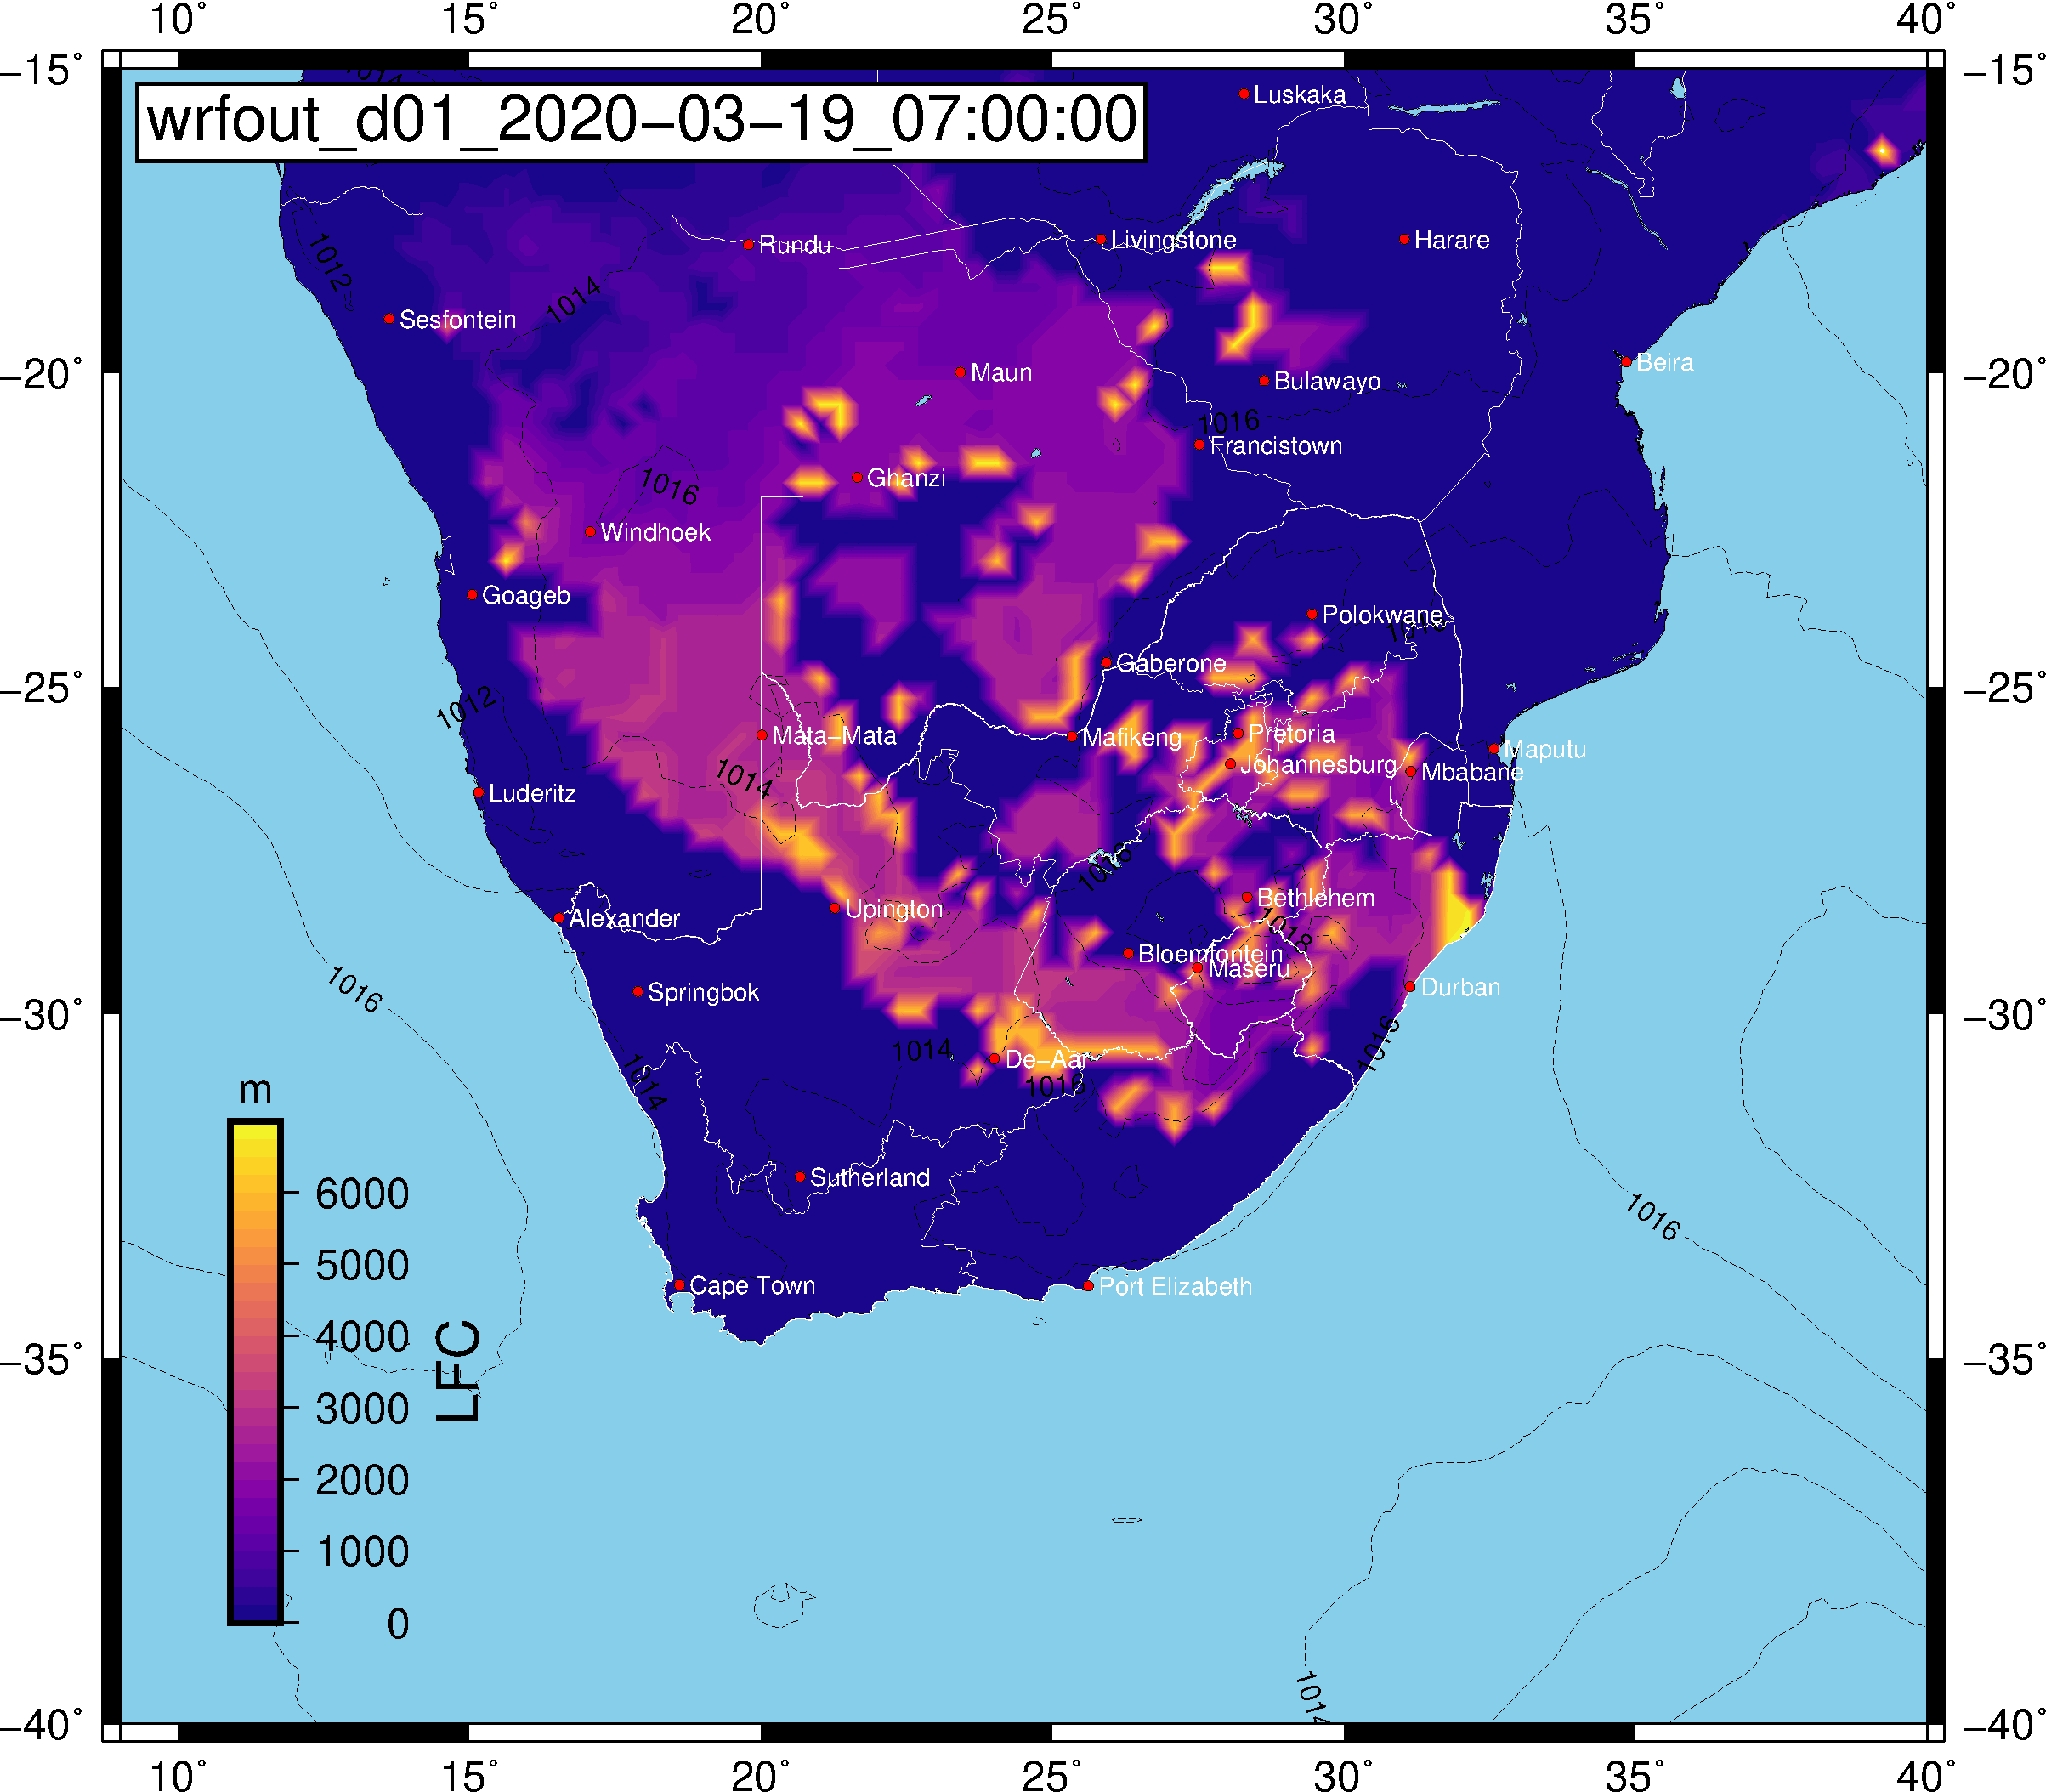 10° 15° 20° 25° 30° 35° 40°
−15° −15°
1014
wrfout_d01_2020−03−19_07:00:00
Luskaka
Rundu
Livingstone
Harare
1012
1014
Sesfontein
Beira
−20° −20°
Maun
Bulawayo
1016
Francistown
1016
Ghanzi
Windhoek
Goageb
Polokwane
Gaberone
−25° −25°
1012
Mata−Mata
Mafikeng
Pretoria
Maputu
Johannesburg
Mbabane
1014
Luderitz
Bethlehem
Upington
Alexander
1018
Bloemfontein
Maseru
1016
Springbok
Durban
−30° −30°
1014
De−Aar
1016
1016
1014
m
6000
5000
4000
3000
2000
1000
0
LFC
Sutherland
1016
Cape Town
Port Elizabeth
−35° −35°
1014
−40° −40°
10° 15° 20° 25° 30° 35° 40°